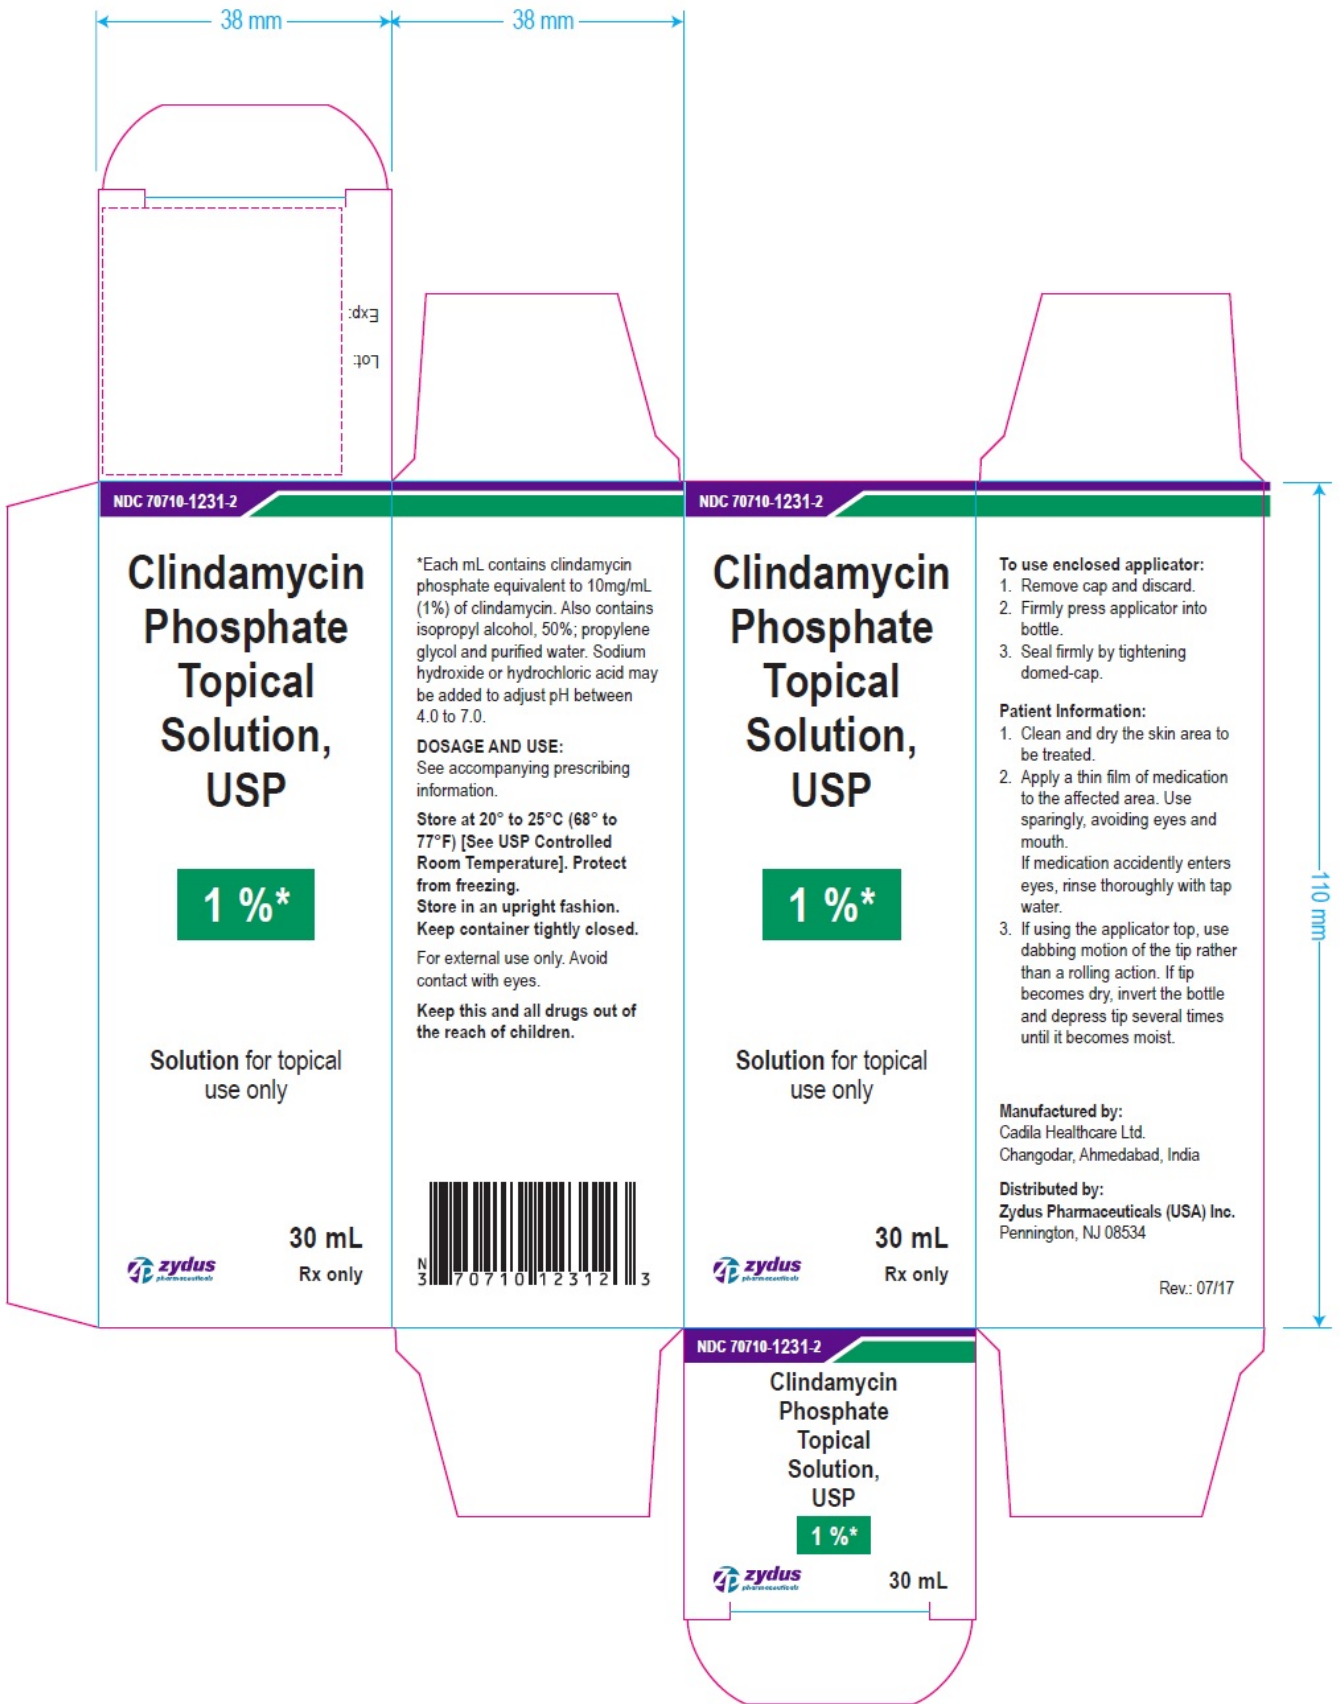 38 mm
38 mm
Exp:
Lot:
NDC 70710-1231-2
Clindamycin
Phosphate
Topical
Solution,
USP
1 %*
Solution for topical
use only
30 mL
zydus
pharmaceuticals
Rx only
*Each mL contains clindamycin
phosphate equivalent to 10mg/mL
(1%) of clindamycin. Also contains
isopropyl alcohol, 50%; propylene
glycol and purified water. Sodium
hydroxide or hydrochloric acid may
be added to adjust pH between
4.0 to 7.0.
DOSAGE AND USE:
See accompanying prescribing
information.
Store at 20° to 25°C (68° to
77°F) [See USP Controlled
Room Temperature]. Protect
from freezing.
Store in an upright fashion.
Keep container tightly closed.
For external use only. Avoid
contact with eyes.
Keep this and all drugs out of
the reach of children.
N
3 70710 12312 3
NDC 70710-1231-2
Clindamycin
Phosphate
Topical
Solution,
USP
1 %*
Solution for topical
use only
30 mL
zydus
pharmaceuticals
Rx only
To use enclosed applicator:
1. Remove cap and discard.
2. Firmly press applicator into
bottle.
3. Seal firmly by tightening
domed-cap.
Patient Information:
1. Clean and dry the skin area to
be treated.
2. Apply a thin film of medication
to the affected area. Use
sparingly, avoiding eyes and
mouth.
If medication accidently enters
eyes, rinse thoroughly with tap
water.
3. If using the applicator top, use
dabbing motion of the tip rather
than a rolling action. If tip
becomes dry, invert the bottle
and depress tip several times
until it becomes moist.
Manufactured by:
Cadila Healthcare Ltd.
Changodar, Ahmedabad, India
Distributed by:
Zydus Pharmaceuticals (USA) Inc.
Pennington, NJ 08534
Rev.: 07/17
110 mm
NDC 70710-1231-2
Clindamycin
Phosphate
Topical
Solution,
USP
1 %*
zydus
pharmaceuticals
30 mL